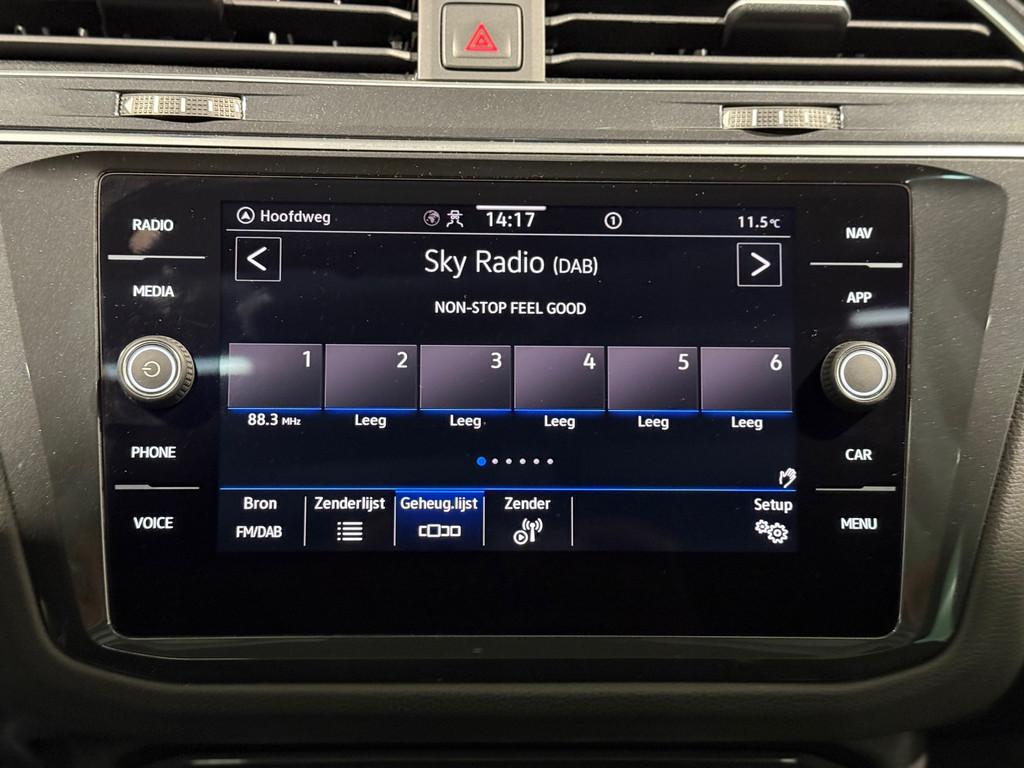 RADIO
MEDIA
PHONE
VOICE
Hoofdweg
14:17
1
11.5°C
Sky Radio (DAB)
NON-STOP FEEL GOOD
1 2 3 4 5 6
88.3 MHz Leeg Leeg Leeg Leeg Leeg
Bron Zenderlijst Geheug.lijst Zender Setup
FM/DAB
NAV
APP
CAR
MENU